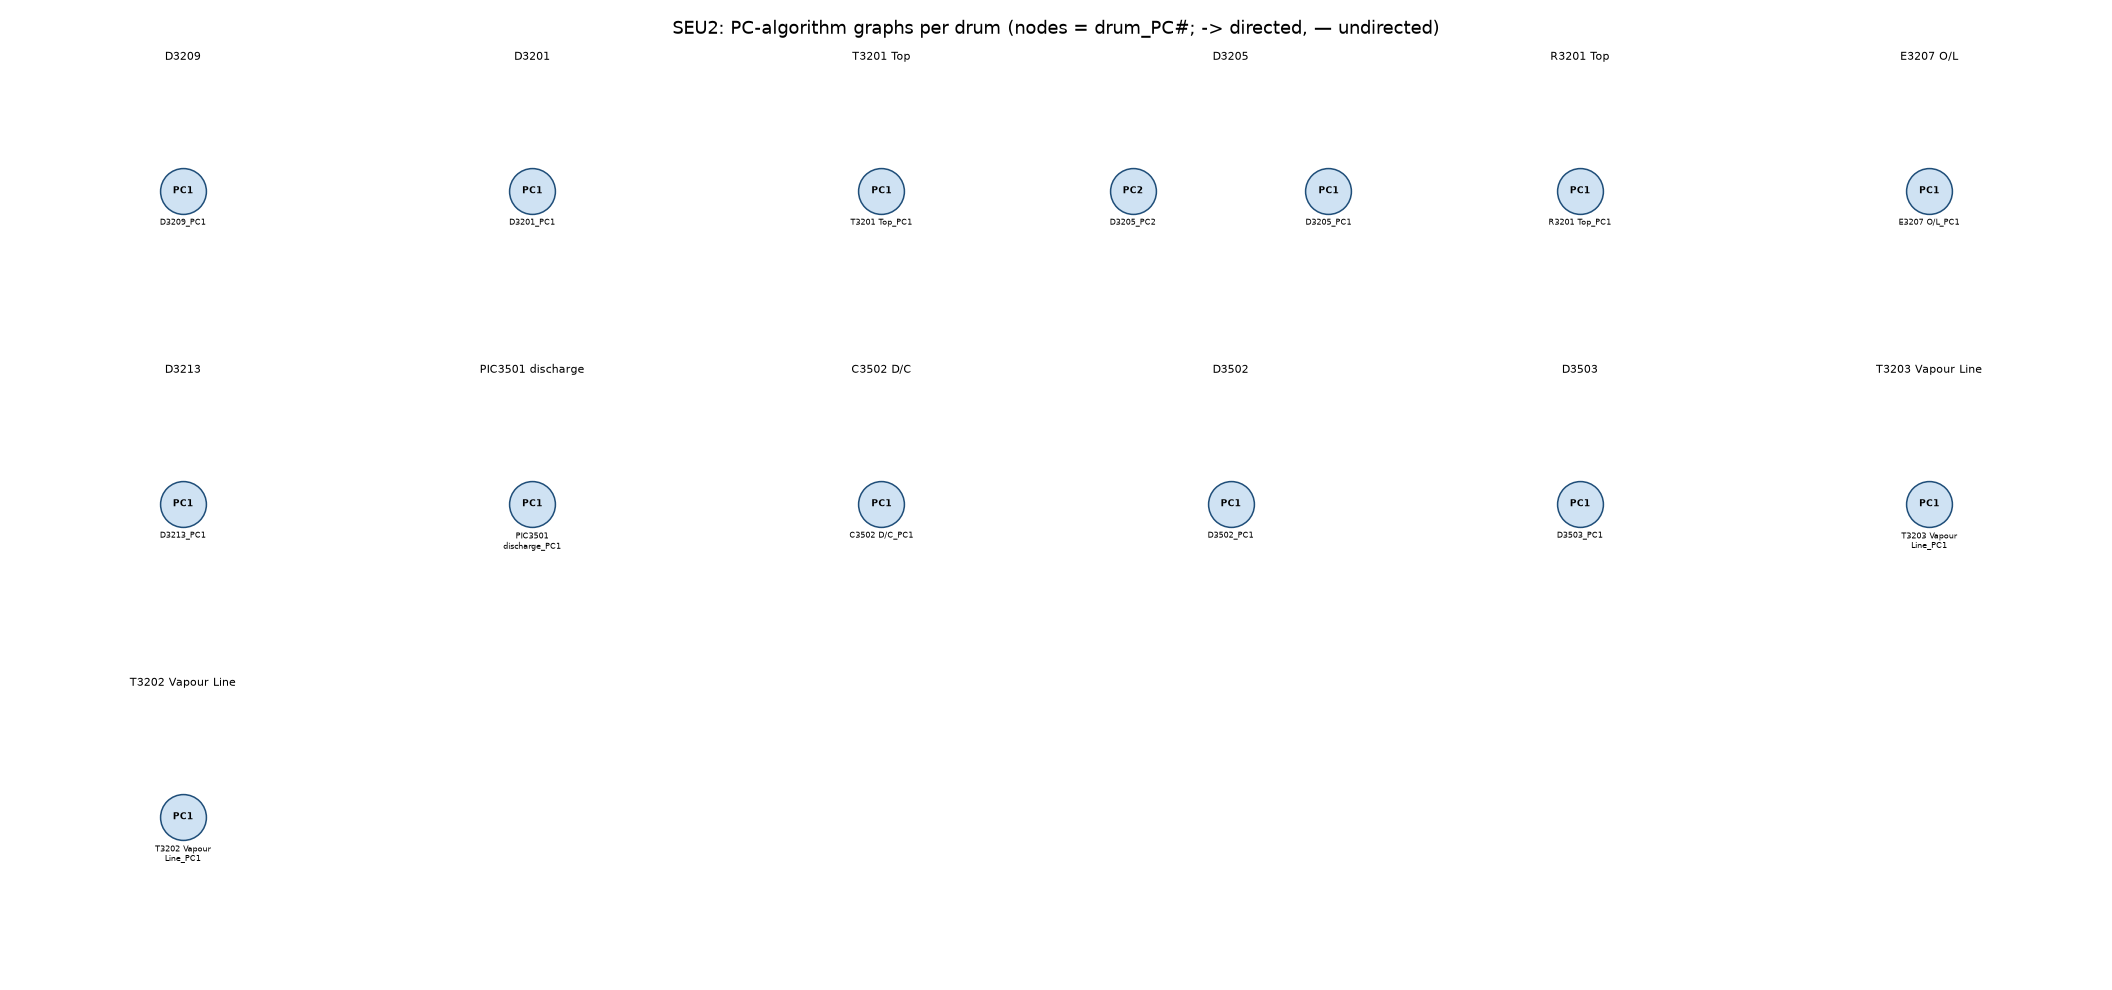 SEU2: PC-algorithm graphs per drum (nodes = drum_PC#; -> directed, — undirected)
D3209
D3201
T3201 Top
D3205
R3201 Top
E3207 O/L
PC1
PC1
PC1
PC2
PC1
PC1
PC1
D3209_PC1
D3201_PC1
T3201 Top_PC1
D3205_PC2
D3205_PC1
R3201 Top_PC1
E3207 O/L_PC1
D3213
PIC3501 discharge
C3502 D/C
D3502
D3503
T3203 Vapour Line
PC1
PC1
PC1
PC1
PC1
PC1
D3213_PC1
PIC3501
discharge_PC1
C3502 D/C_PC1
D3502_PC1
D3503_PC1
T3203 Vapour
Line_PC1
T3202 Vapour Line
PC1
T3202 Vapour
Line_PC1